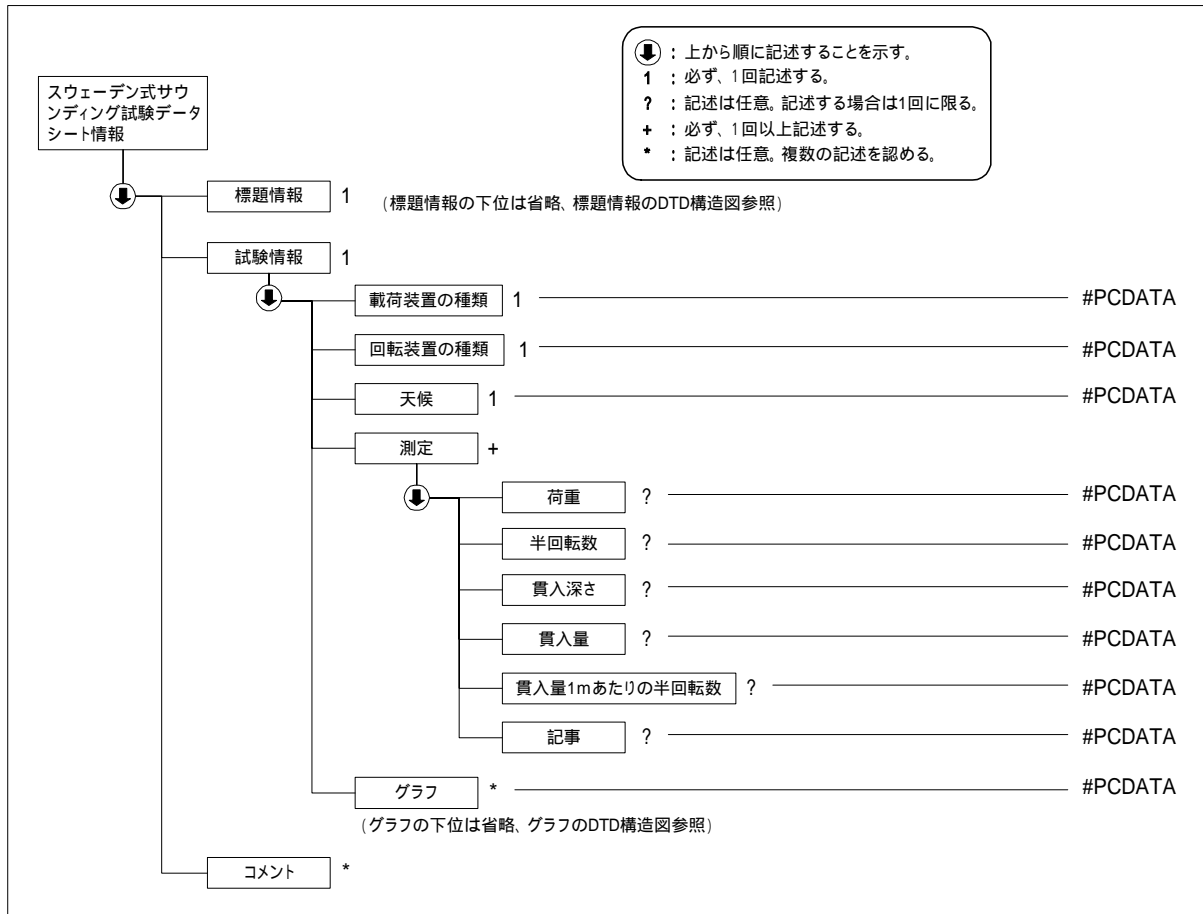 ⬇ : 上から順に記述することを示す。
1 : 必ず、1回記述する。
? : 記述は任意。記述する場合は1回に限る。
+ : 必ず、1回以上記述する。
* : 記述は任意。複数の記述を認める。
スウェーデン式サウ
ンディング試験データ
シート情報
標題情報 1 (標題情報の下位は省略、標題情報のDTD構造図参照)
試験情報 1
載荷装置の種類 1 #PCDATA
回転装置の種類 1 #PCDATA
天候 1 #PCDATA
測定 +
荷重 ? #PCDATA
半回転数 ? #PCDATA
貫入深さ ? #PCDATA
貫入量 ? #PCDATA
貫入量1mあたりの半回転数 ? #PCDATA
記事 ? #PCDATA
グラフ * #PCDATA
(グラフの下位は省略、グラフのDTD構造図参照)
コメント *